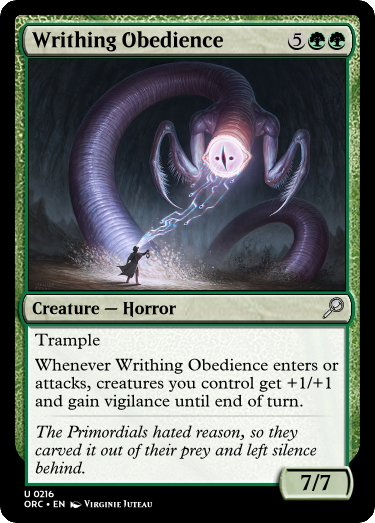 Writhing Obedience 5
Creature — Horror
Trample
Whenever Writhing Obedience enters or
attacks, creatures you control get +1/+1
and gain vigilance until end of turn.
The Primordials hated reason, so they
carved it out of their prey and left silence
behind.
7/7
U 0216
ORC • EN Virginie Juteau